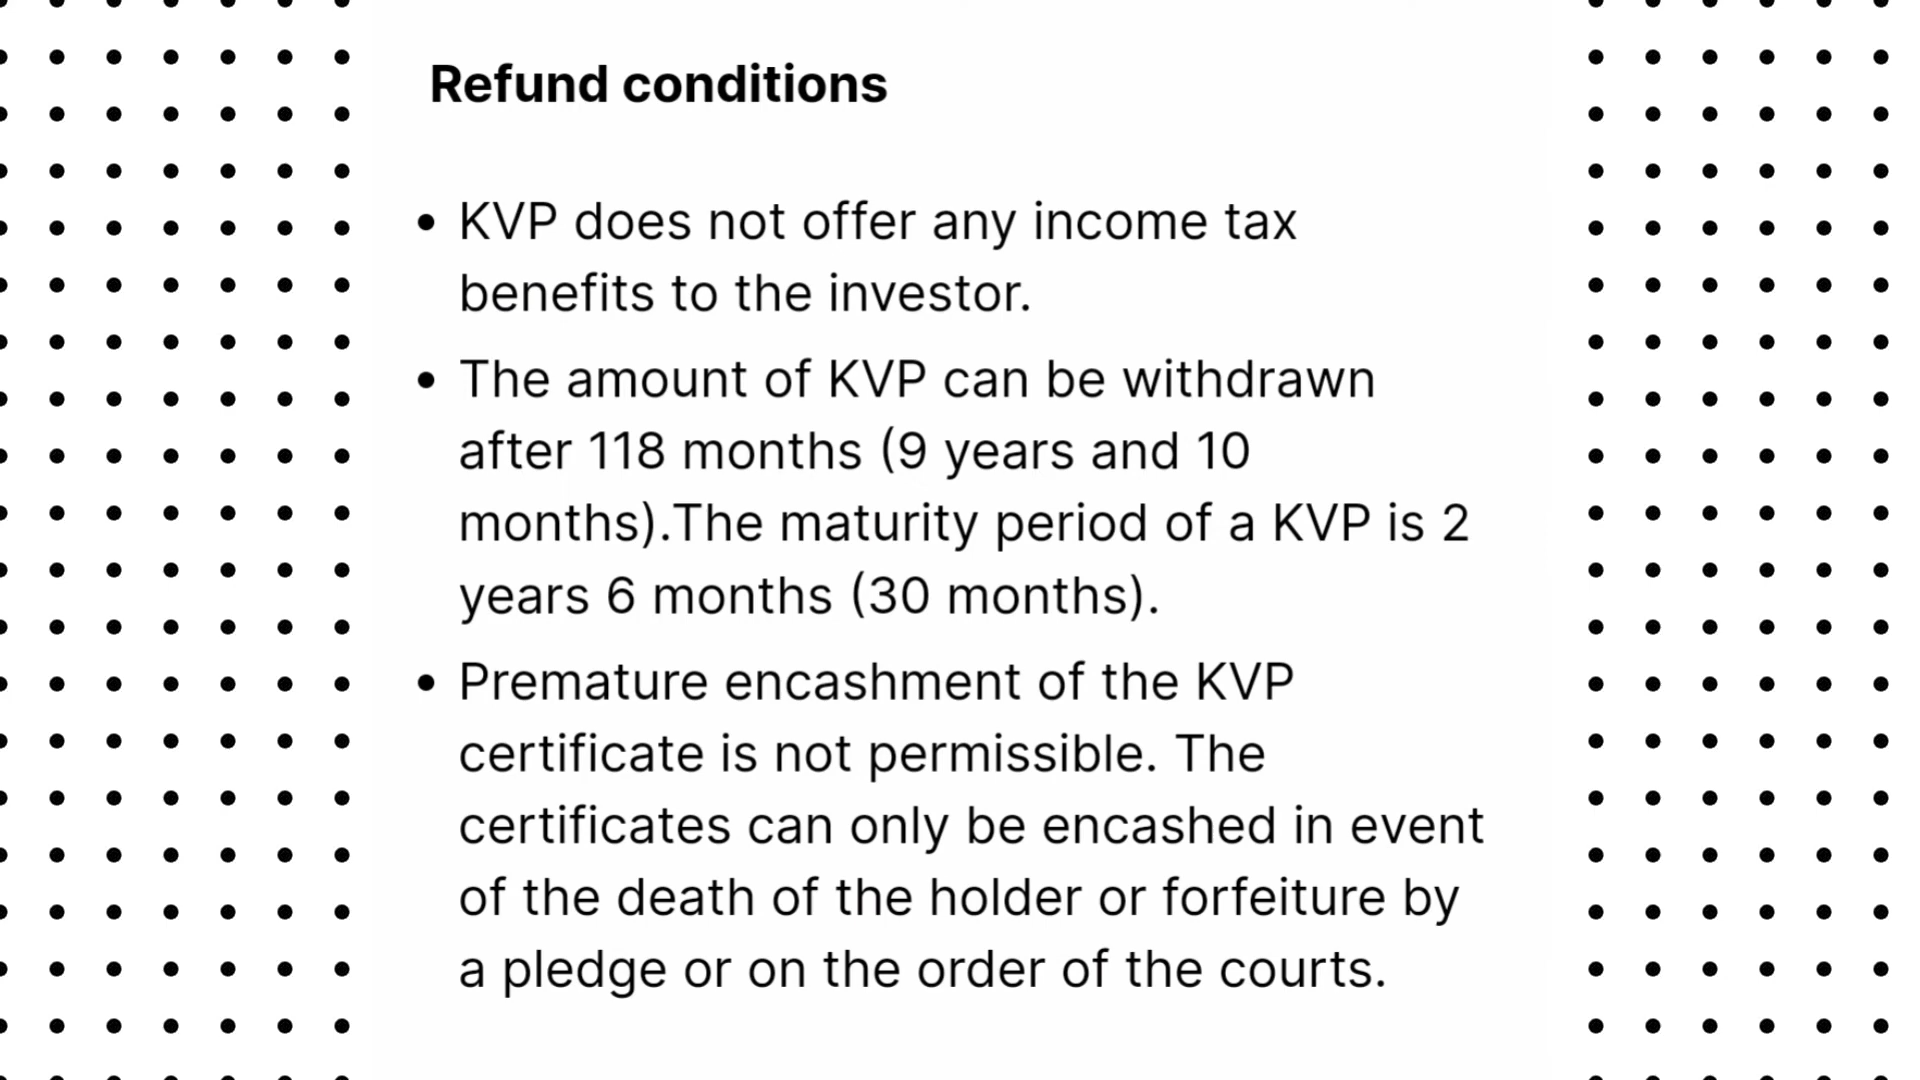 Refund conditions
• KVP does not offer any income tax
benefits to the investor.
• The amount of KVP can be withdrawn
after 118 months (9 years and 10
months).The maturity period of a KVP is 2
years 6 months (30 months).
• Premature encashment of the KVP
certificate is not permissible. The
certificates can only be encashed in event
of the death of the holder or forfeiture by
a pledge or on the order of the courts.